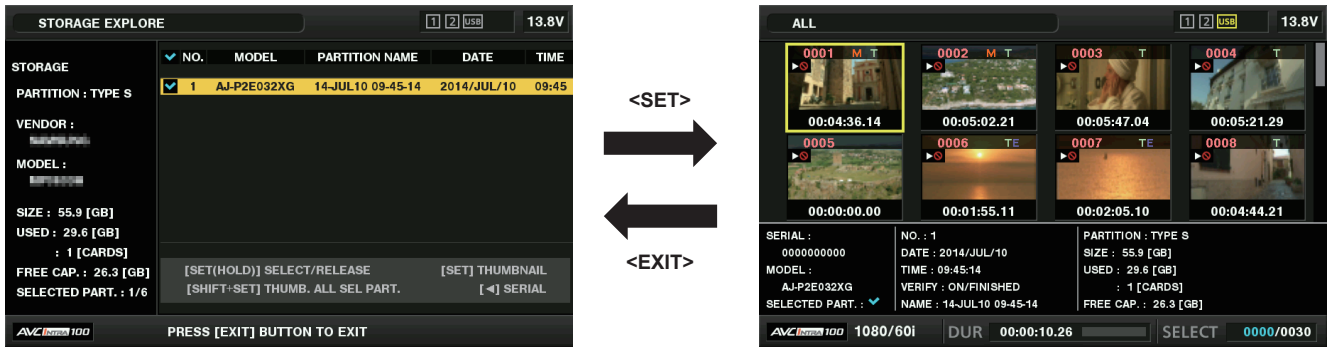 STORAGE EXPLORE
1 2 USB
13.8V
STORAGE
PARTITION : TYPE S
VENDOR :
MODEL :
SIZE : 55.9 [GB]
USED : 29.6 [GB]
: 1 [CARDS]
FREE CAP. : 26.3 [GB]
SELECTED PART. : 1/6
NO. MODEL PARTITION NAME DATE TIME
1 AJ-P2E032XG 14-JUL10 09-45-14 2014/JUL/10 09:45
[SET(HOLD)] SELECT/RELEASE [SET] THUMBNAIL
[SHIFT+SET] THUMB. ALL SEL PART. [◄] SERIAL
AVC INTRA 100 PRESS [EXIT] BUTTON TO EXIT
<SET>
<EXIT>
ALL
1 2 USB
13.8V
0001 M T 0002 M T 0003 T 0004 T
00:04:36.14 00:05:02.21 00:05:47.04 00:05:21.29
0005 0006 TE 0007 TE 0008 T
00:00:00.00 00:01:55.11 00:02:05.10 00:04:44.21
SERIAL :
0000000000
MODEL :
AJ-P2E032XG
SELECTED PART. :
NO. : 1
DATE : 2014/JUL/10
TIME : 09:45:14
VERIFY : ON/FINISHED
NAME : 14-JUL10 09-45-14
PARTITION : TYPE S
SIZE : 55.9 [GB]
USED : 29.6 [GB]
: 1 [CARDS]
FREE CAP. : 26.3 [GB]
AVC INTRA 100 1080/60i DUR 00:00:10.26 SELECT 0000/0030